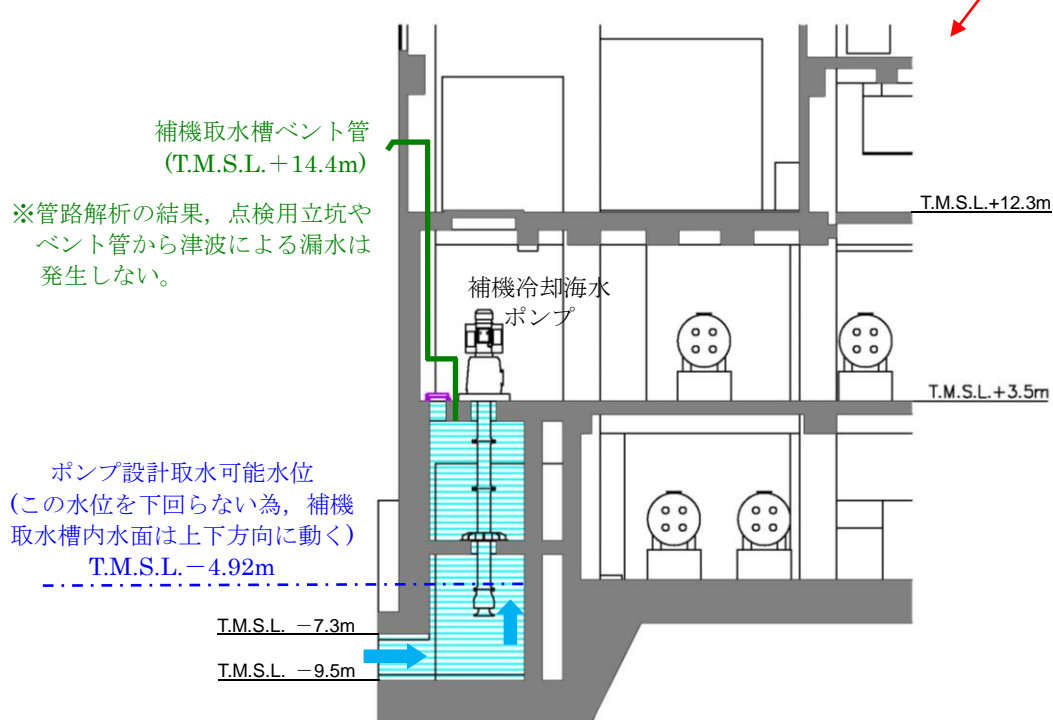 補機取水槽ベント管
(T.M.S.L.＋14.4m)
※管路解析の結果，点検用立坑や
ベント管から津波による漏水は
発生しない。
T.M.S.L.+12.3m
補機冷却海水
ポンプ
T.M.S.L.+3.5m
ポンプ設計取水可能水位
(この水位を下回らない為，補機
取水槽内水面は上下方向に動く)
T.M.S.L.－4.92m
T.M.S.L. －7.3m
T.M.S.L. －9.5m